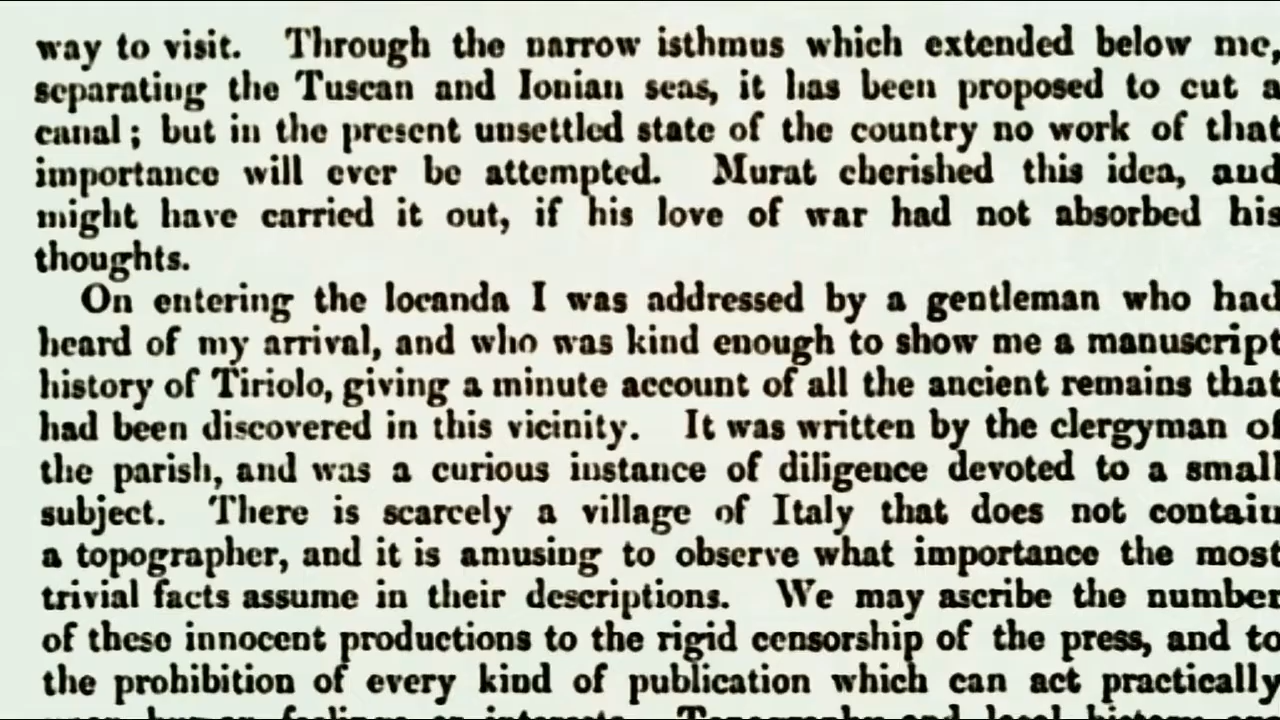 way to visit. Through the narrow isthmus which extended below me,
separating the Tuscan and Ionian seas, it has been proposed to cut a
canal; but in the present unsettled state of the country no work of that
importance will ever be attempted. Murat cherished this idea, and
might have carried it out, if his love of war had not absorbed his
thoughts.
On entering the locanda I was addressed by a gentleman who had
heard of my arrival, and who was kind enough to show me a manuscript
history of Tiriolo, giving a minute account of all the ancient remains that
had been discovered in this vicinity. It was written by the clergyman of
the parish, and was a curious instance of diligence devoted to a small
subject. There is scarcely a village of Italy that does not contain
a topographer, and it is amusing to observe what importance the most
trivial facts assume in their descriptions. We may ascribe the number
of these innocent productions to the rigid censorship of the press, and to
the prohibition of every kind of publication which can act practically